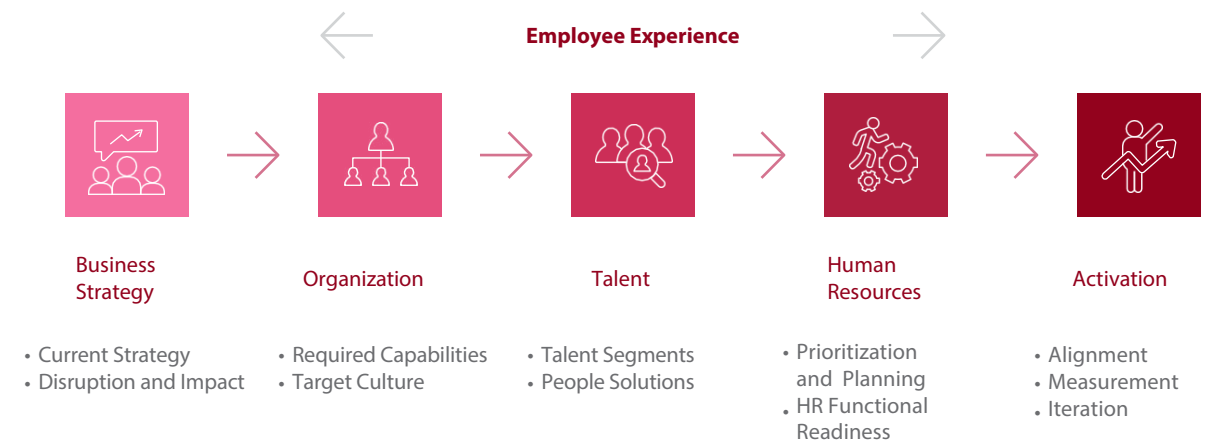 Employee Experience
Business
Strategy
Organization
Talent
Human
Resources
Activation
• Current Strategy
• Disruption and Impact
• Required Capabilities
• Target Culture
• Talent Segments
• People Solutions
• Prioritization
and Planning
• HR Functional
Readiness
• Alignment
• Measurement
• Iteration